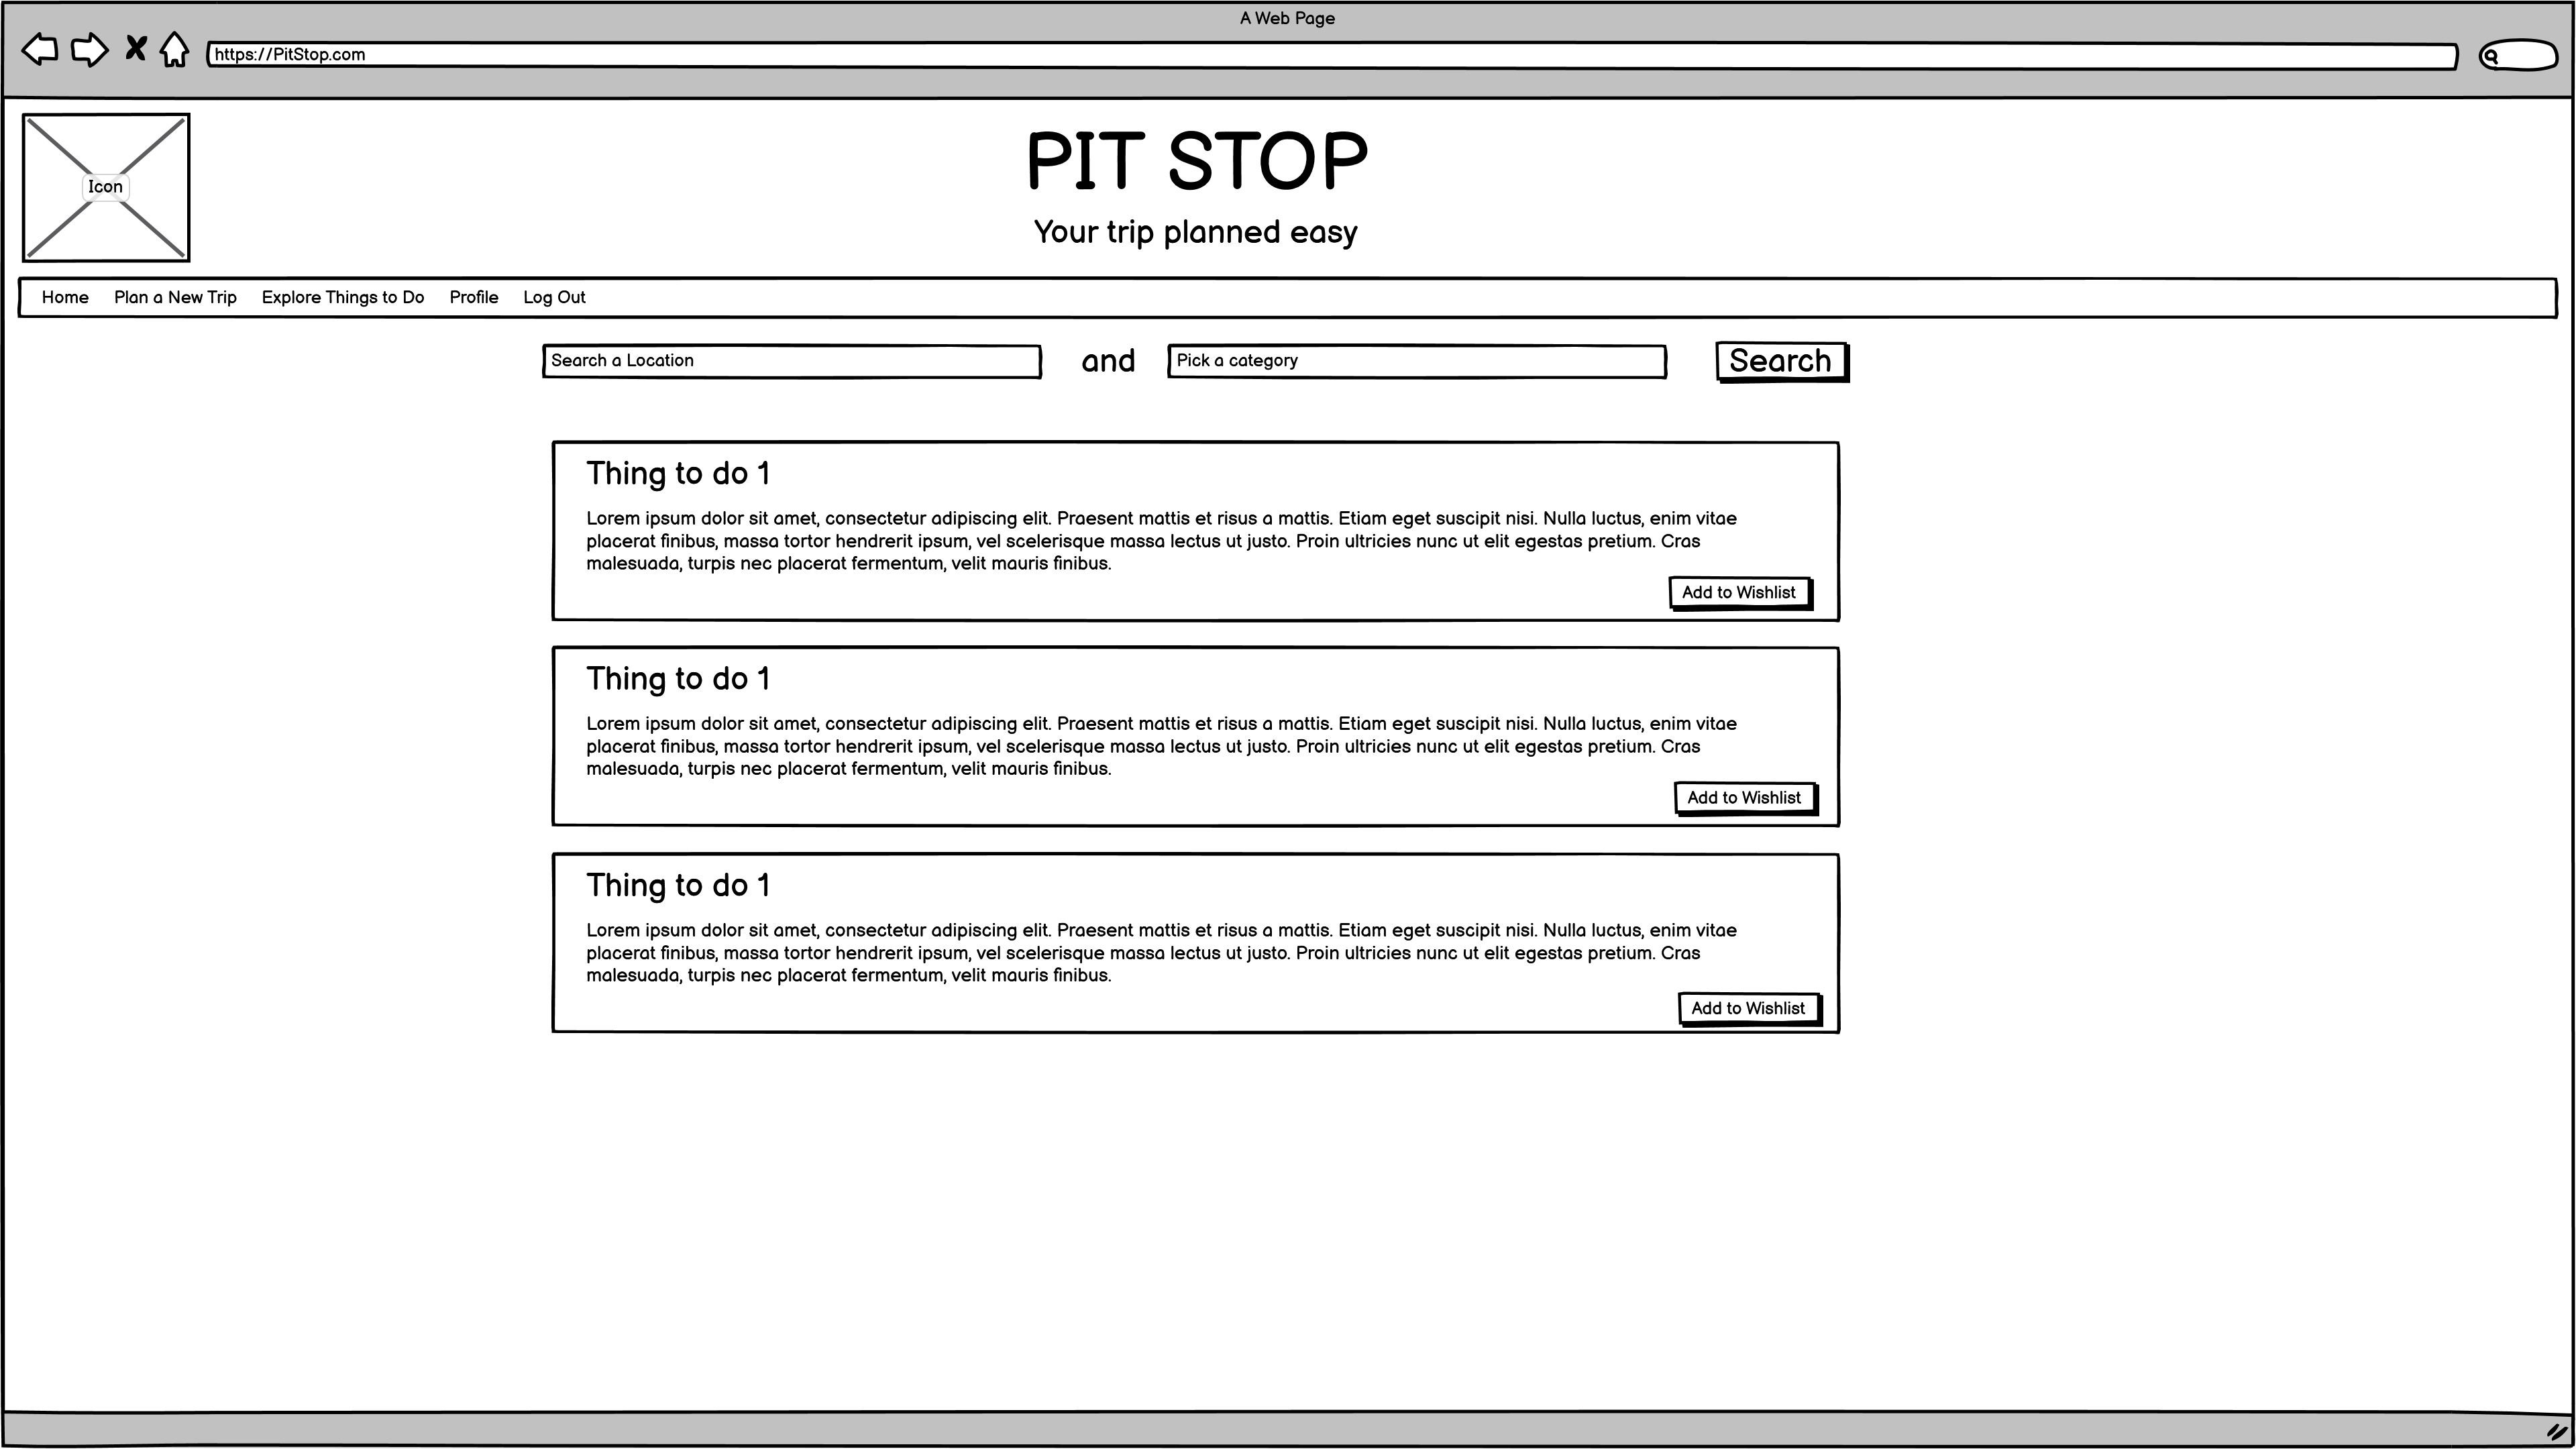 A Web Page
https://PitStop.com
Icon
PIT STOP
Your trip planned easy
Home Plan a New Trip Explore Things to Do Profile Log Out
Search a Location and Pick a category Search
Thing to do 1
Lorem ipsum dolor sit amet, consectetur adipiscing elit. Praesent mattis et risus a mattis. Etiam eget suscipit nisi. Nulla luctus, enim vitae
placerat finibus, massa tortor hendrerit ipsum, vel scelerisque massa lectus ut justo. Proin ultricies nunc ut elit egestas pretium. Cras
malesuada, turpis nec placerat fermentum, velit mauris finibus.
Add to Wishlist
Thing to do 1
Lorem ipsum dolor sit amet, consectetur adipiscing elit. Praesent mattis et risus a mattis. Etiam eget suscipit nisi. Nulla luctus, enim vitae
placerat finibus, massa tortor hendrerit ipsum, vel scelerisque massa lectus ut justo. Proin ultricies nunc ut elit egestas pretium. Cras
malesuada, turpis nec placerat fermentum, velit mauris finibus.
Add to Wishlist
Thing to do 1
Lorem ipsum dolor sit amet, consectetur adipiscing elit. Praesent mattis et risus a mattis. Etiam eget suscipit nisi. Nulla luctus, enim vitae
placerat finibus, massa tortor hendrerit ipsum, vel scelerisque massa lectus ut justo. Proin ultricies nunc ut elit egestas pretium. Cras
malesuada, turpis nec placerat fermentum, velit mauris finibus.
Add to Wishlist